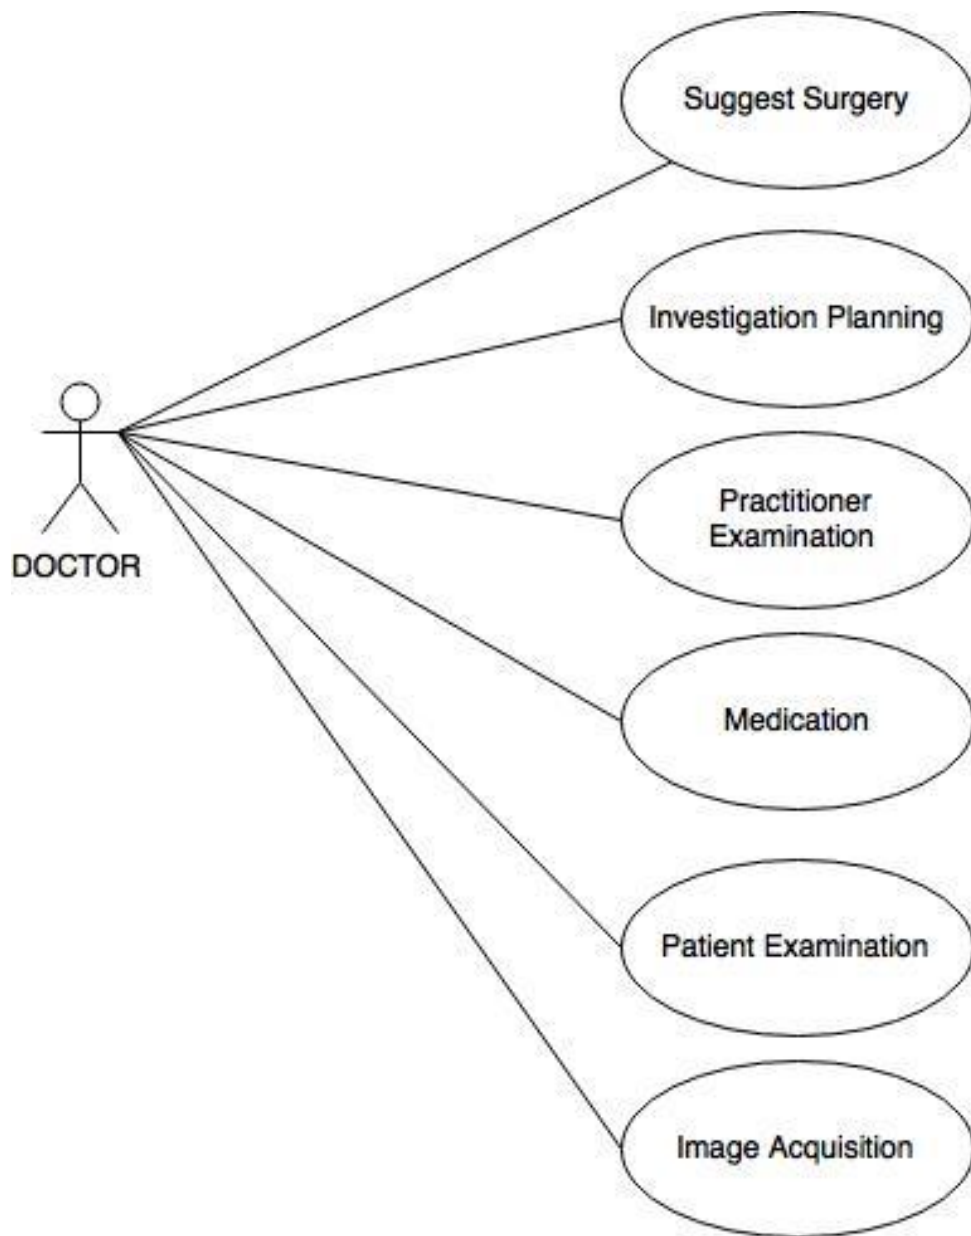 Suggest Surgery
Investigation Planning
Practitioner
Examination
DOCTOR
Medication
Patient Examination
Image Acquisition